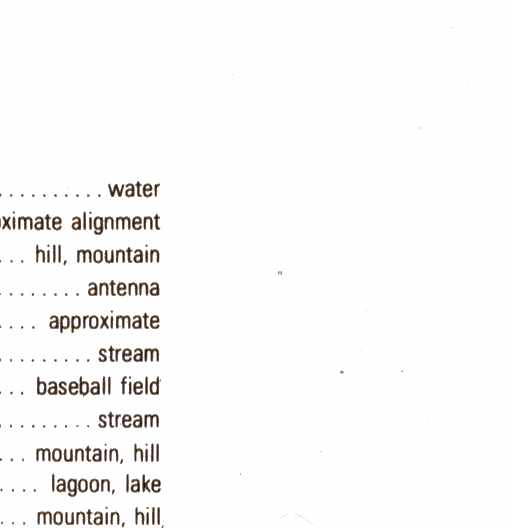 .......... water
ximate alignment
... hill, mountain
........ antenna
.... approximate
......... stream
... baseball field
......... stream
... mountain, hill
.... lagoon, lake
... mountain, hill,